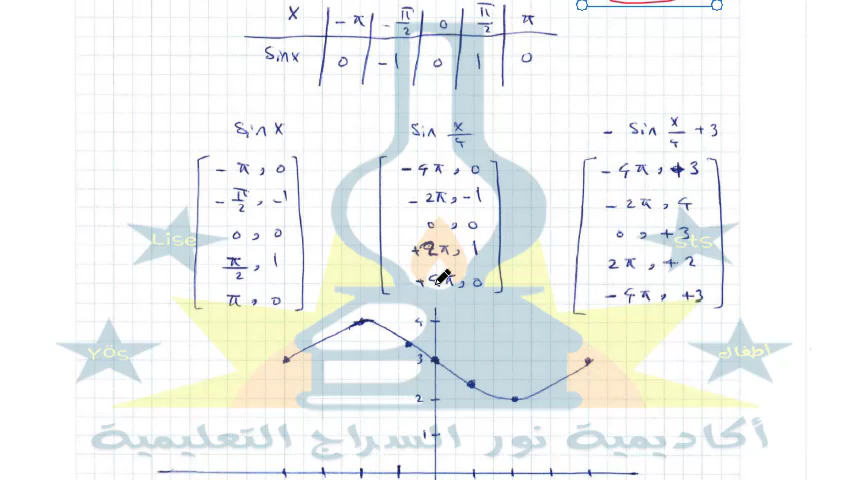 x | -π | -π/2 | 0 | π/2 | π
Sinx | 0 | -1 | 0 | 1 | 0
Sin x
Sin x/4
- Sin x/4 +3
-π, 0
-π/2, -1
0, 0
π/2, 1
π, 0
-4π, 0
-2π, -1
0, 0
+2π, 1
+4π, 0
-4π, +3
-2π, 4
0, +3
2π, +2
-4π, +3
Lise
sts
4
Yös
3
أطفالك
2
1
أكاديمية نور السراج التعليمية